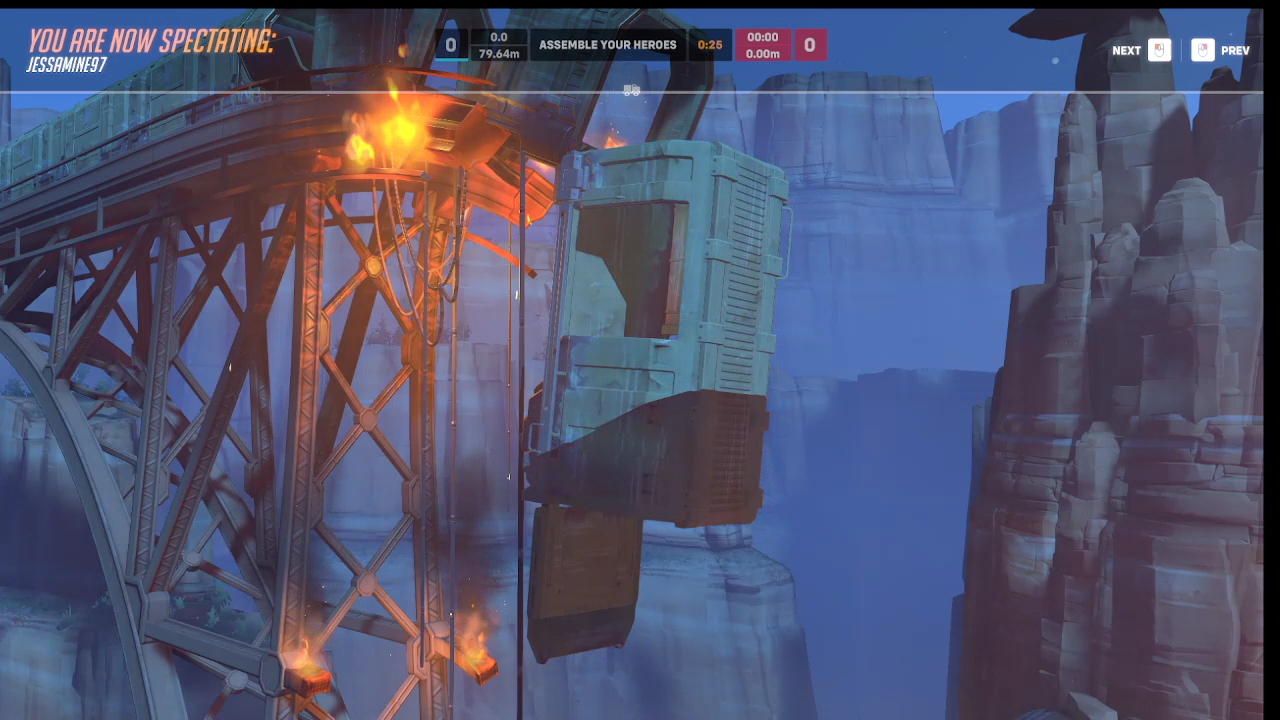 YOU ARE NOW SPECTATING:
JESSAMINE97
0
0.0
79.64m
ASSEMBLE YOUR HEROES
0:25
00:00
0.00m
0
NEXT
PREV